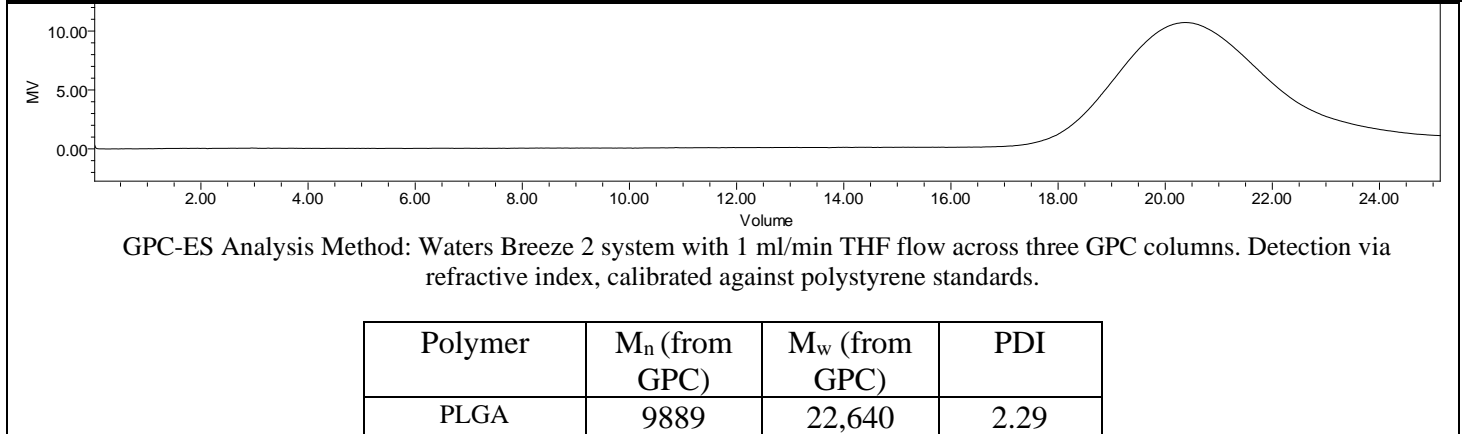 10.00
5.00
0.00
MV
2.00 4.00 6.00 8.00 10.00 12.00 14.00 16.00 18.00 20.00 22.00 24.00
Volume
GPC-ES Analysis Method: Waters Breeze 2 system with 1 ml/min THF flow across three GPC columns. Detection via
refractive index, calibrated against polystyrene standards.
Polymer Mn (from GPC) Mw (from GPC) PDI
PLGA 9889 22,640 2.29